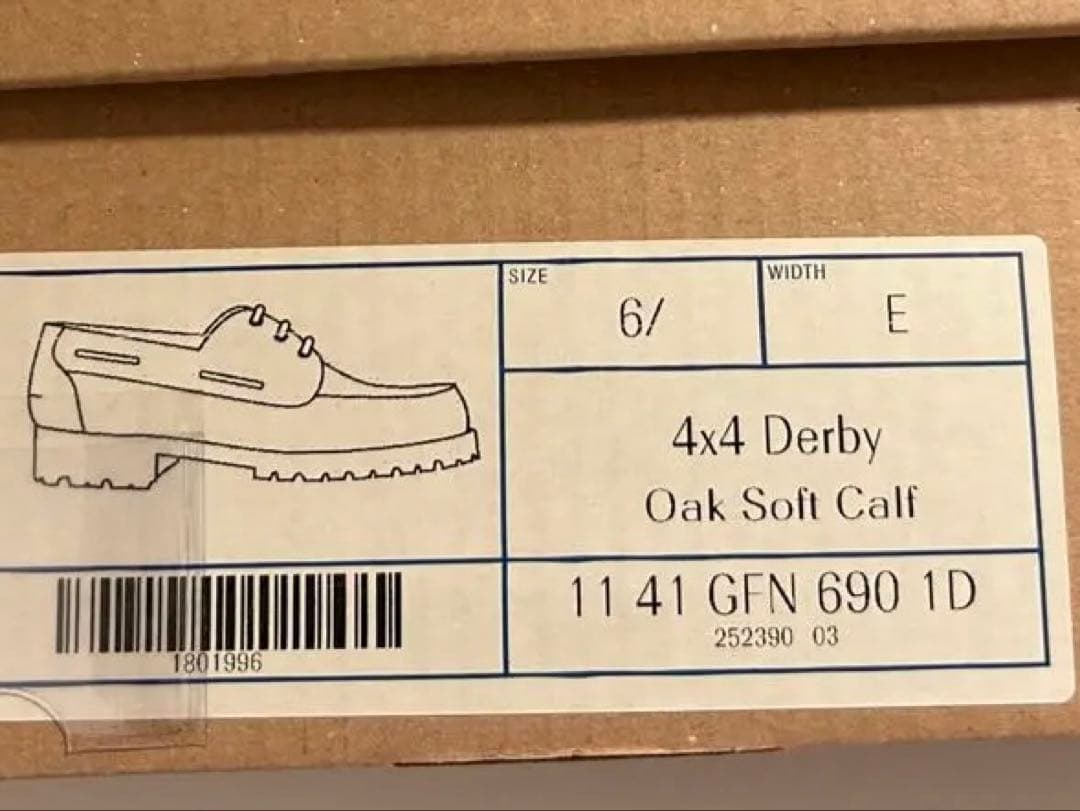 SIZE
6/
WIDTH
E
4x4 Derby
Oak Soft Calf
11 41 GFN 690 1D
252390 03
1801996